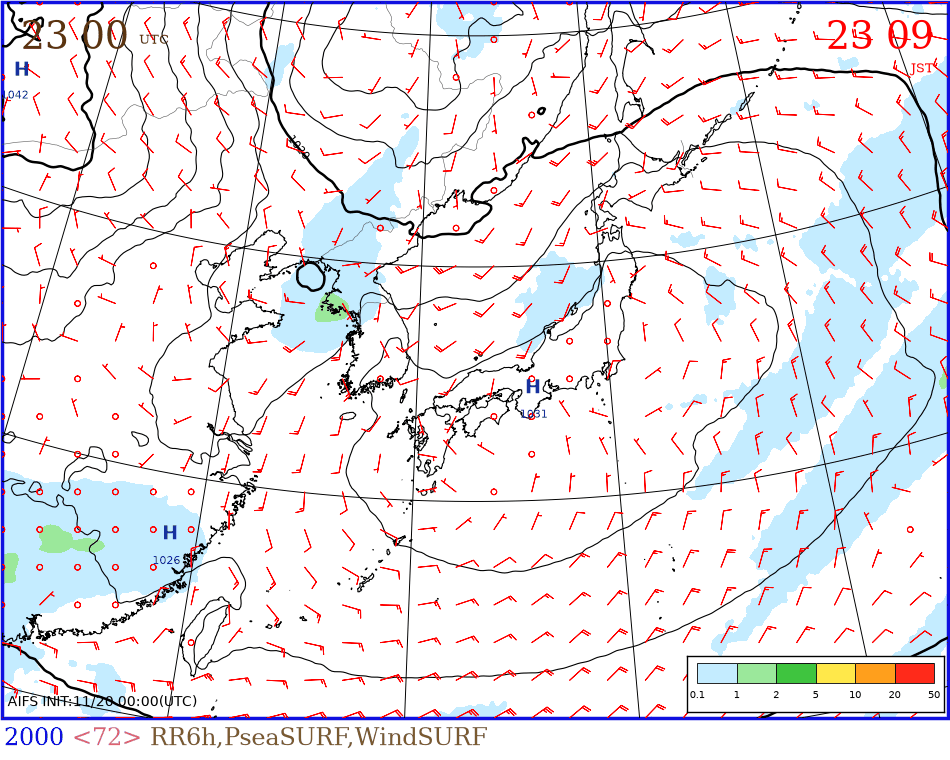 23 00 UTC
23 09
JST
H
1042
1020
H
1031
H
1026
0.1 1 2 5 10 20 50
AIFS INIT:11/20 00:00(UTC)
2000 <72> RR6h,PseaSURF,WindSURF